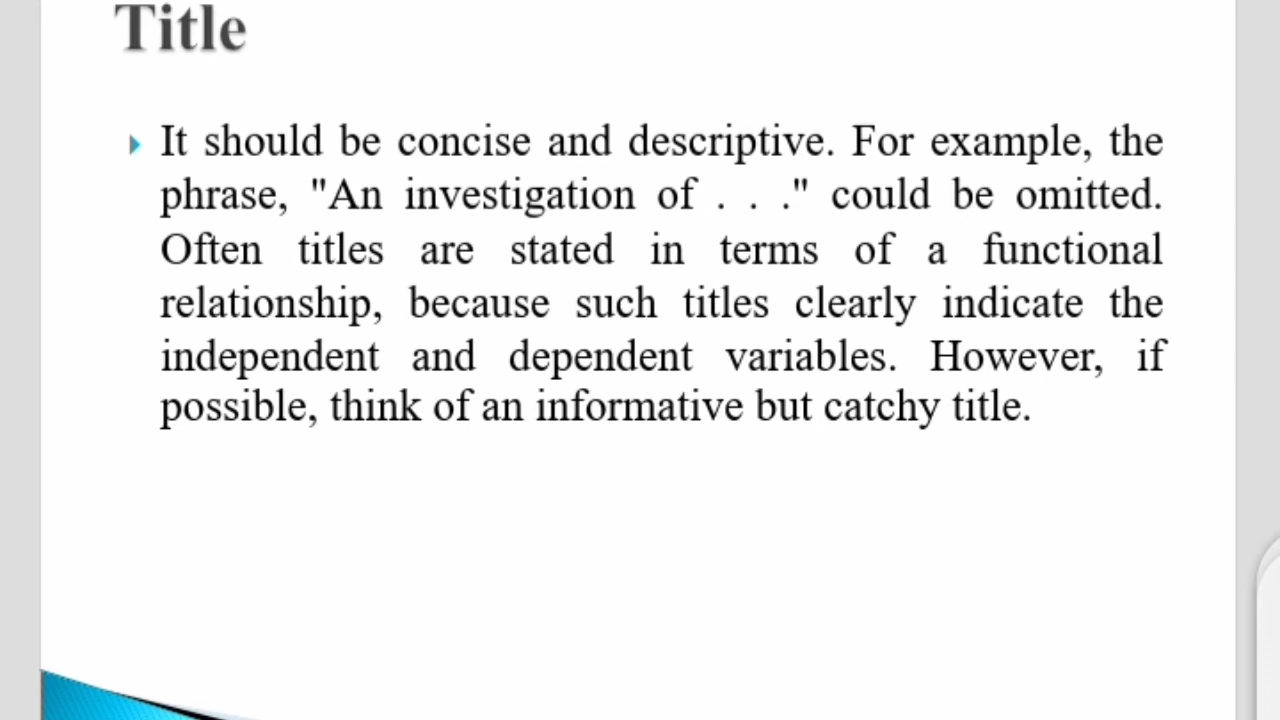 Title
It should be concise and descriptive. For example, the
phrase, "An investigation of . . ." could be omitted.
Often titles are stated in terms of a functional
relationship, because such titles clearly indicate the
independent and dependent variables. However, if
possible, think of an informative but catchy title.